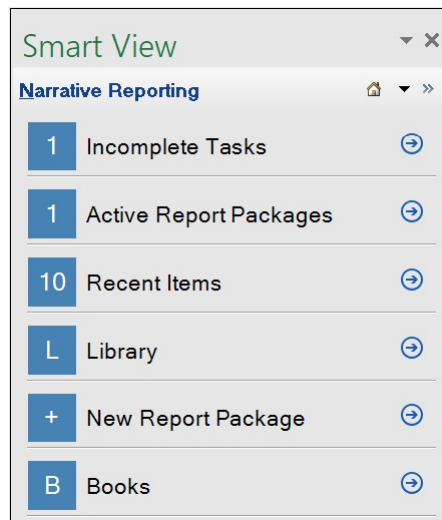 Smart View
Narrative Reporting
1 Incomplete Tasks
1 Active Report Packages
10 Recent Items
L Library
+ New Report Package
B Books